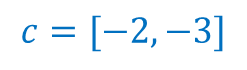 c = [−2, −3]